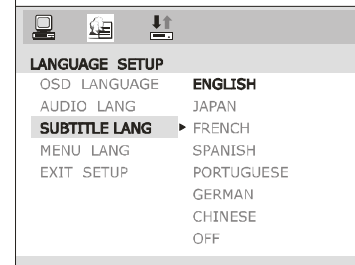 LANGUAGE SETUP
OSD LANGUAGE ENGLISH
AUDIO LANG JAPAN
SUBTITLE LANG FRENCH
MENU LANG SPANISH
EXIT SETUP PORTUGUESE
GERMAN
CHINESE
OFF